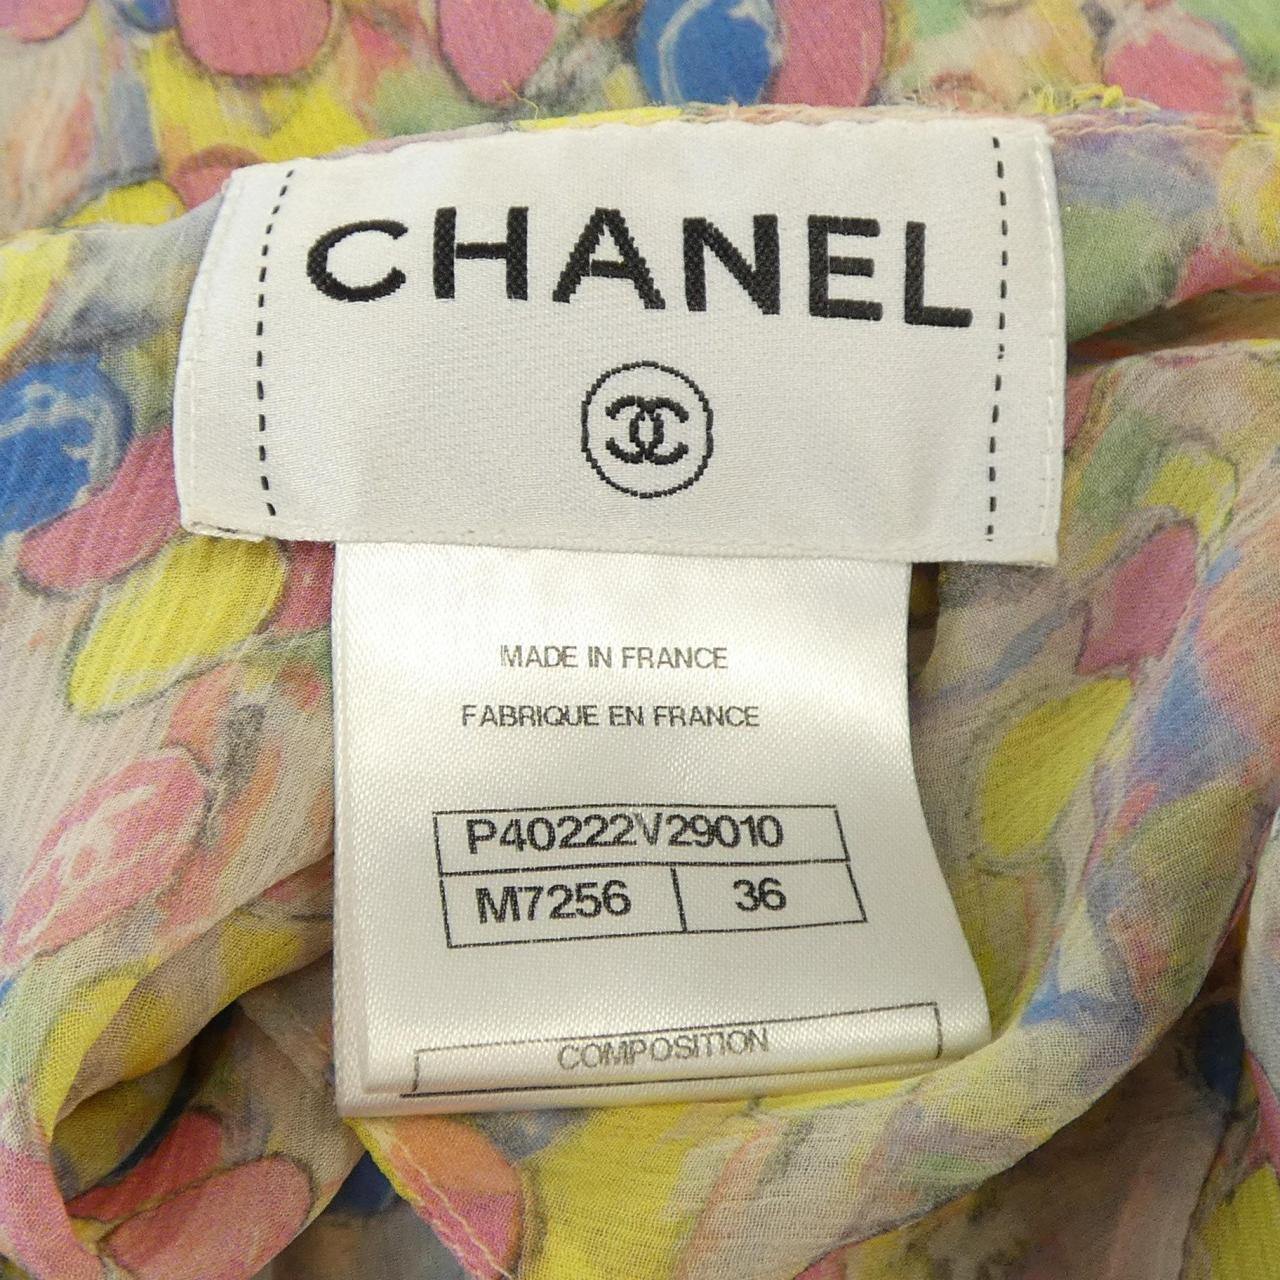 CHANEL
MADE IN FRANCE
FABRIQUE EN FRANCE
P40222V29010
M7256 36
COMPOSITION